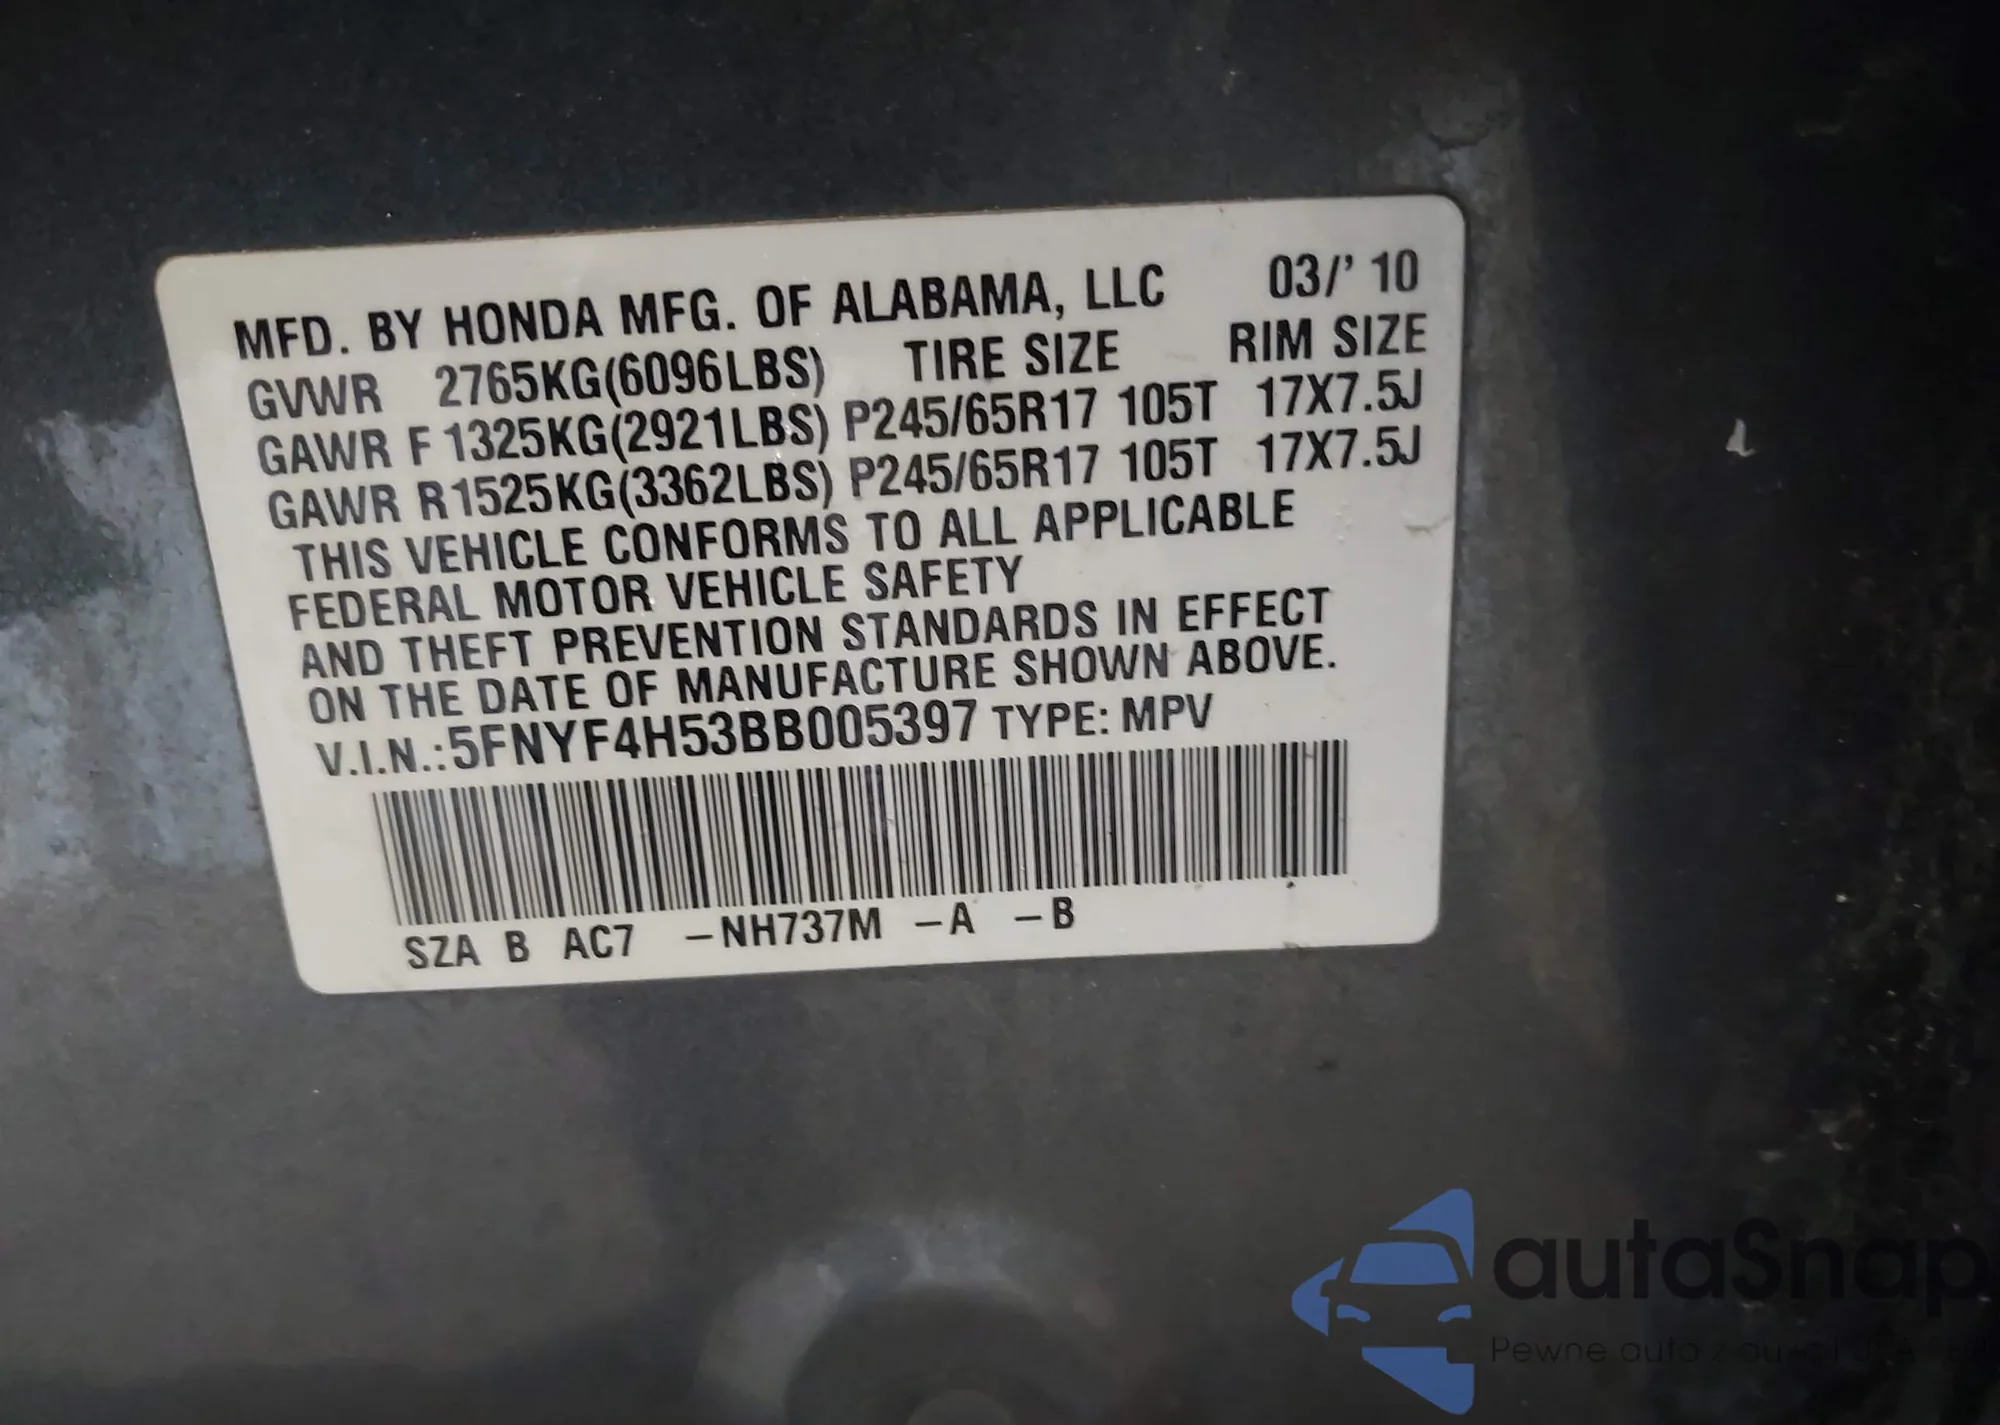 MFD. BY HONDA MFG. OF ALABAMA, LLC 03/' 10
GVWR 2765KG(6096LBS) TIRE SIZE RIM SIZE
GAWR F 1325KG(2921LBS) P245/65R17 105T 17X7.5J
GAWR R 1525KG(3362LBS) P245/65R17 105T 17X7.5J
THIS VEHICLE CONFORMS TO ALL APPLICABLE
FEDERAL MOTOR VEHICLE SAFETY
AND THEFT PREVENTION STANDARDS IN EFFECT
ON THE DATE OF MANUFACTURE SHOWN ABOVE.
V.I.N.:5FNYF4H53BB005397 TYPE: MPV
SZA B AC7 –NH737M –A –B
autaSnap
Pewne auto z